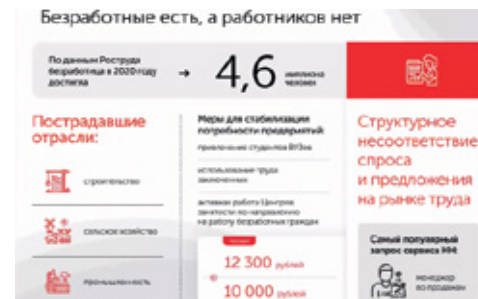 Безработные есть, а работников нет
По данным Роструда
безработица в 2020 году
достигла
→ 4,6 миллиона
человек
Пострадавшие
отрасли:
строительство
сельское хозяйство
промышленность
Меры для стабилизации
потребности предприятий:
привлечение студентов ВУЗов
использование труда
заключенных
активная работа Центров
занятости по направлению
на работу безработных граждан
12 300 рублей
10 000 рублей
Структурное
несоответствие
спроса
и предложения
на рынке труда
Самый популярный
запрос сервиса HH:
менеджер
по продажам